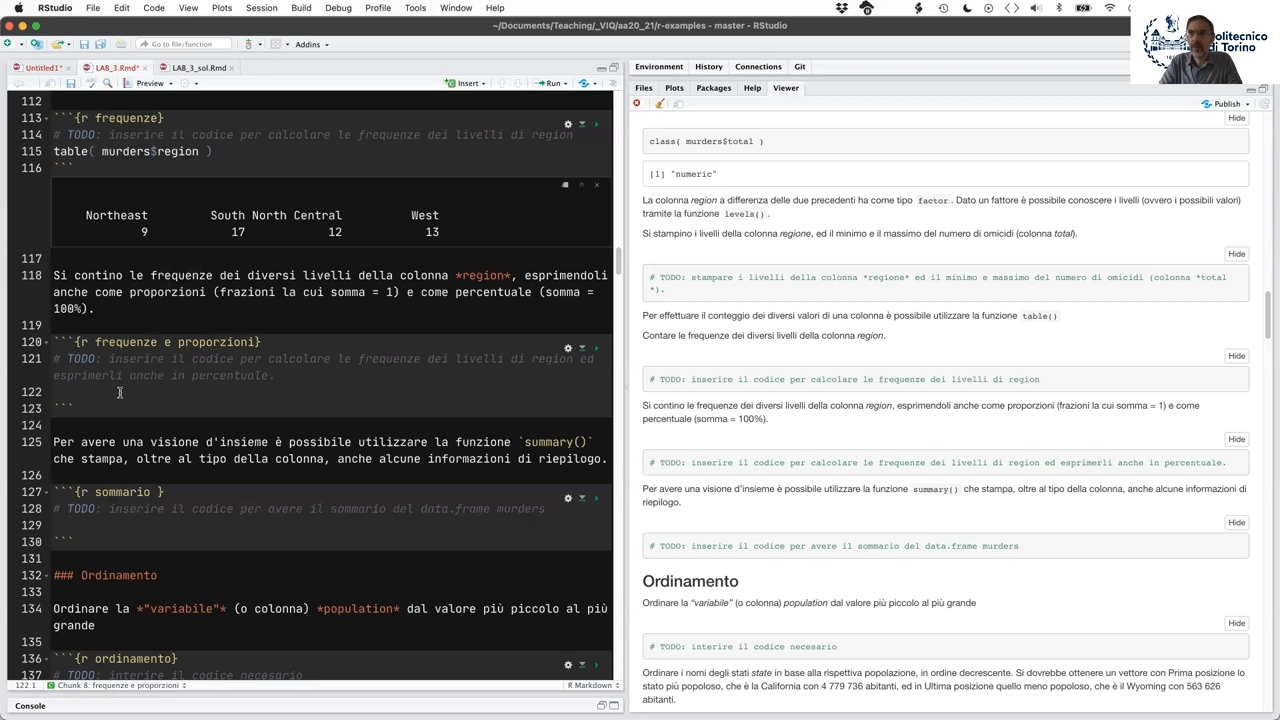 RStudio File Edit Code View Plots Session Build Debug Profile Tools Window Help
~/Documents/Teaching/_VIQ/aa20_21/r-examples - master - RStudio
Go to file/function Addins
Politecnico
di Torino
Untitled1* LAB_3.Rmd* LAB_3_sol.Rmd
Preview Insert Run
112
113 ```{r frequenze}
114 # TODO: inserire il codice per calcolare le frequenze dei livelli di region
115 table( murders$region )
116 ```
Northeast South North Central West
9 17 12 13
117
118 Si contino le frequenze dei diversi livelli della colonna *region*, esprimendoli
anche come proporzioni (frazioni la cui somma = 1) e come percentuale (somma =
100%).
119
120 ```{r frequenze e proporzioni}
121 # TODO: inserire il codice per calcolare le frequenze dei livelli di region ed
esprimerli anche in percentuale.
122
123 ```
124
125 Per avere una visione d'insieme è possibile utilizzare la funzione `summary()`
che stampa, oltre al tipo della colonna, anche alcune informazioni di riepilogo.
126
127 ```{r sommario }
128 # TODO: inserire il codice per avere il sommario del data.frame murders
129
130 ```
131
132 ### Ordinamento
133
134 Ordinare la *"variabile"* (o colonna) *population* dal valore più piccolo al più
grande
135
136 ```{r ordinamento}
137 # TODO: interire il codice necesario
122:1 Chunk 8: frequenze e proporzioni R Markdown
Console
Environment History Connections Git
Files Plots Packages Help Viewer
Publish
Hide
class( murders$total )
[1] "numeric"
La colonna region a differenza delle due precedenti ha come tipo factor . Dato un fattore è possibile conoscere i livelli (ovvero i possibili valori)
tramite la funzione levels() .
Si stampino i livelli della colonna regione, ed il minimo e il massimo del numero di omicidi (colonna total).
Hide
# TODO: stampare i livelli della colonna *regione* ed il minimo e massimo del numero di omicidi (colonna *total
*).
Per effettuare il conteggio dei diversi valori di una colonna è possibile utilizzare la funzione table()
Contare le frequenze dei diversi livelli della colonna region.
Hide
# TODO: inserire il codice per calcolare le frequenze dei livelli di region
Si contino le frequenze dei diversi livelli della colonna region, esprimendoli anche come proporzioni (frazioni la cui somma = 1) e come
percentuale (somma = 100%).
Hide
# TODO: inserire il codice per calcolare le frequenze dei livelli di region ed esprimerli anche in percentuale.
Per avere una visione d'insieme è possibile utilizzare la funzione summary() che stampa, oltre al tipo della colonna, anche alcune informazioni di
riepilogo.
Hide
# TODO: inserire il codice per avere il sommario del data.frame murders
Ordinamento
Ordinare la “variabile” (o colonna) population dal valore più piccolo al più grande
Hide
# TODO: interire il codice necesario
Ordinare i nomi degli stati state in base alla rispettiva popolazione, in ordine decrescente. Si dovrebbe ottenere un vettore con Prima posizione lo
stato più popoloso, che è la California con 4 779 736 abitanti, ed in Ultima posizione quello meno popoloso, che è il Wyoming con 563 626
abitanti.